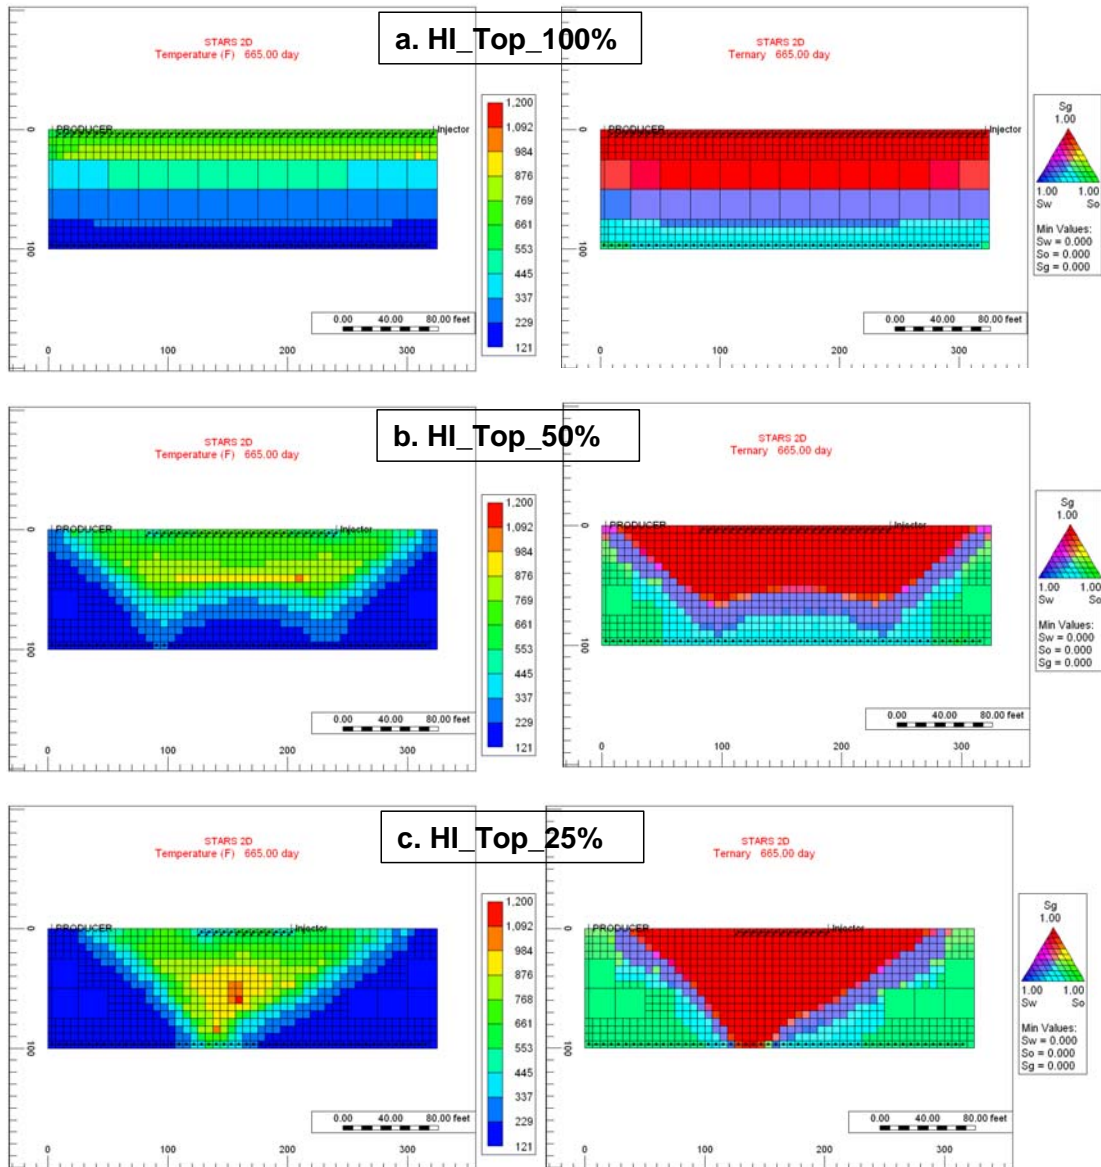 a. HI_Top_100%
STARS 2D
Temperature (F) 665.00 day
PRODUCER
Injector
0
100
0.00 40.00 80.00 feet
0 100 200 300
1,200
1,092
984
876
769
661
553
445
337
229
121
STARS 2D
Ternary 665.00 day
PRODUCER
Injector
0
100
0.00 40.00 80.00 feet
0 100 200 300
Sg
1.00
1.00 1.00
Sw So
Min Values:
Sw = 0.000
So = 0.000
Sg = 0.000
b. HI_Top_50%
STARS 2D
Temperature (F) 665.00 day
PRODUCER
Injector
0
100
0.00 40.00 80.00 feet
0 100 200 300
1,200
1,092
984
876
769
661
553
445
337
229
121
STARS 2D
Ternary 665.00 day
PRODUCER
Injector
0
100
0.00 40.00 80.00 feet
0 100 200 300
Sg
1.00
1.00 1.00
Sw So
Min Values:
Sw = 0.000
So = 0.000
Sg = 0.000
c. HI_Top_25%
STARS 2D
Temperature (F) 665.00 day
PRODUCER
Injector
0
100
0.00 40.00 80.00 feet
0 100 200 300
1,200
1,092
984
876
768
661
553
445
337
229
121
STARS 2D
Ternary 665.00 day
PRODUCER
Injector
0
100
0.00 40.00 80.00 feet
0 100 200 300
Sg
1.00
1.00 1.00
Sw So
Min Values:
Sw = 0.000
So = 0.000
Sg = 0.000